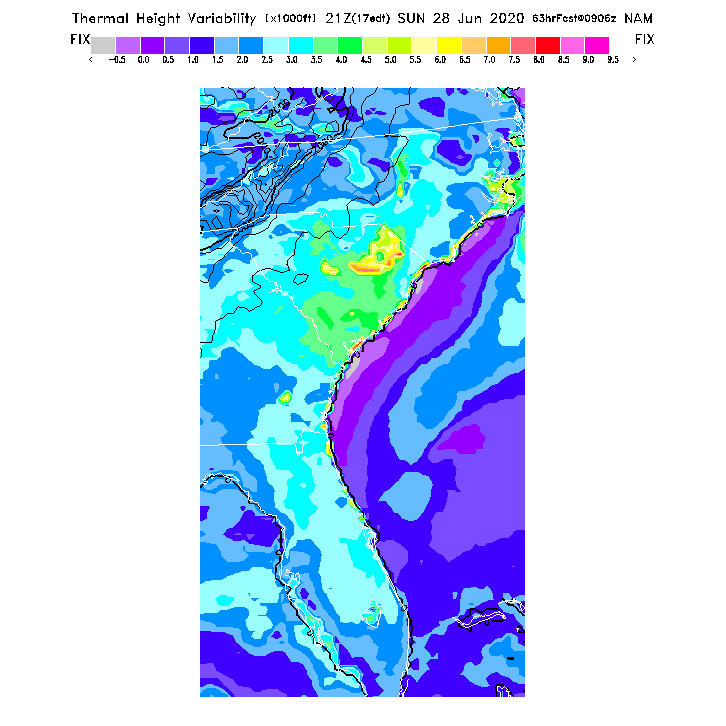 Thermal Height Variability [x1000ft] 21Z(17edt) SUN 28 Jun 2020 63hrFcst@0906z NAM
FIX FIX
< -0.5 0.0 0.5 1.0 1.5 2.0 2.5 3.0 3.5 4.0 4.5 5.0 5.5 6.0 6.5 7.0 7.5 8.0 8.5 9.0 9.5 >